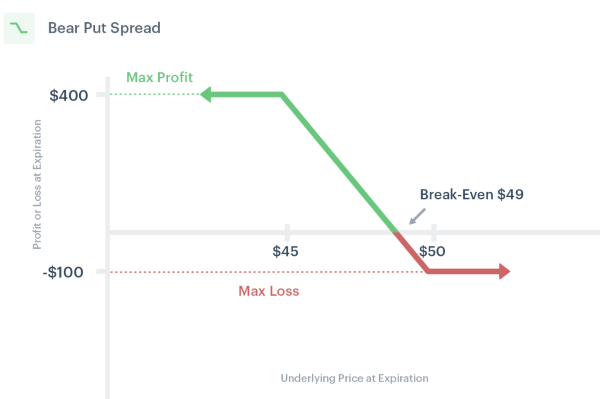 Bear Put Spread
Max Profit
$400
Profit or Loss at Expiration
Break-Even $49
$45
$50
-$100
Max Loss
Underlying Price at Expiration